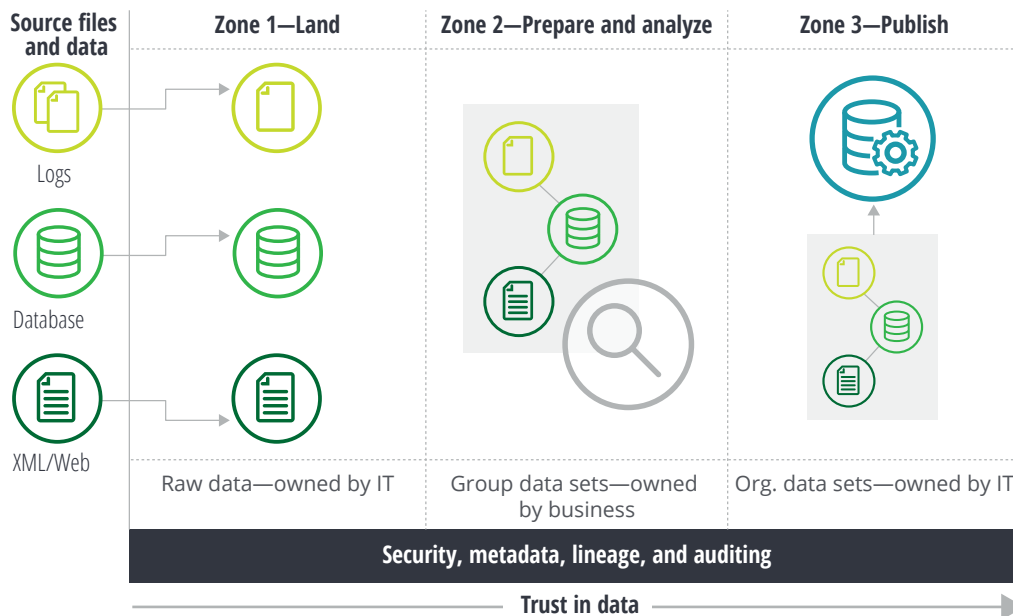 Source files
and data
Zone 1—Land
Zone 2—Prepare and analyze
Zone 3—Publish
Logs
Database
XML/Web
Raw data—owned by IT
Group data sets—owned
by business
Org. data sets—owned by IT
Security, metadata, lineage, and auditing
Trust in data